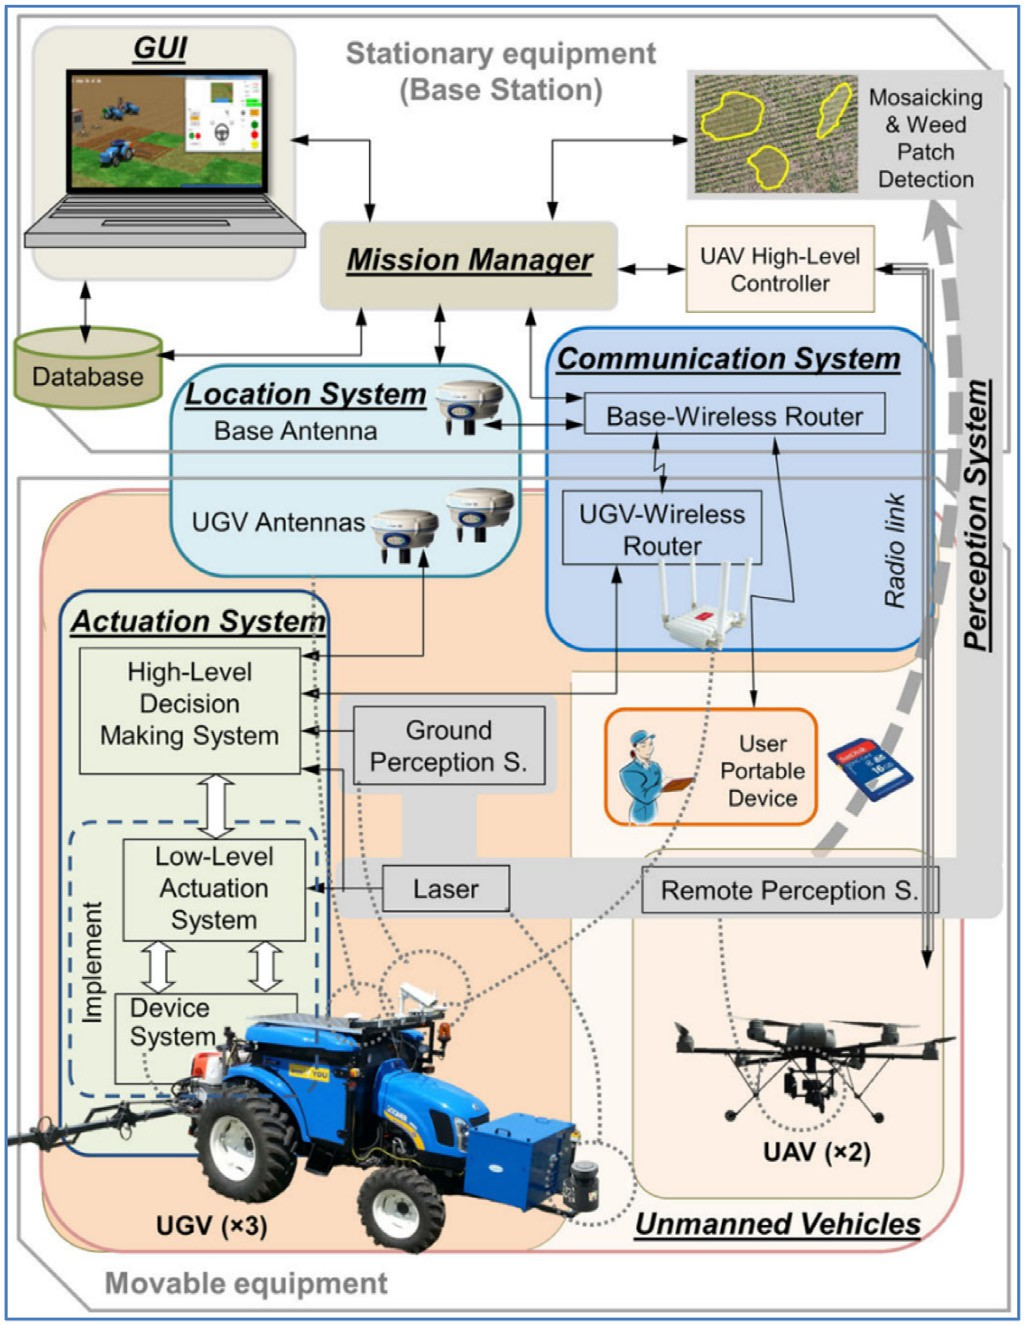 GUI
Stationary equipment
(Base Station)
Mosaicking
& Weed
Patch
Detection
Mission Manager
UAV High-Level
Controller
Database
Communication System
Location System
Base Antenna
Base-Wireless Router
UGV Antennas
UGV-Wireless
Router
Radio link
Perception System
Actuation System
High-Level
Decision
Making System
Ground
Perception S.
User
Portable
Device
SanDisk
16GB
Low-Level
Actuation
System
Laser
Remote Perception S.
Implement
Device
System
YOU
UAV (×2)
UGV (×3)
Unmanned Vehicles
Movable equipment